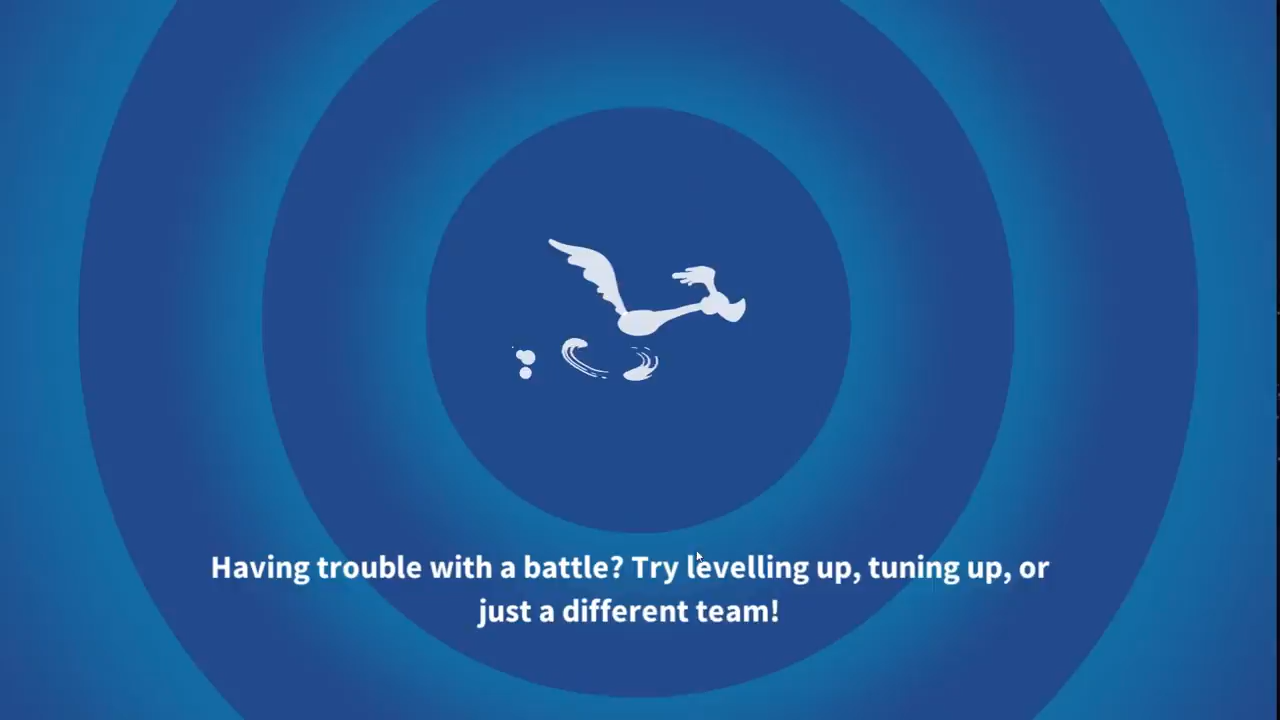 Having trouble with a battle? Try levelling up, tuning up, or
just a different team!